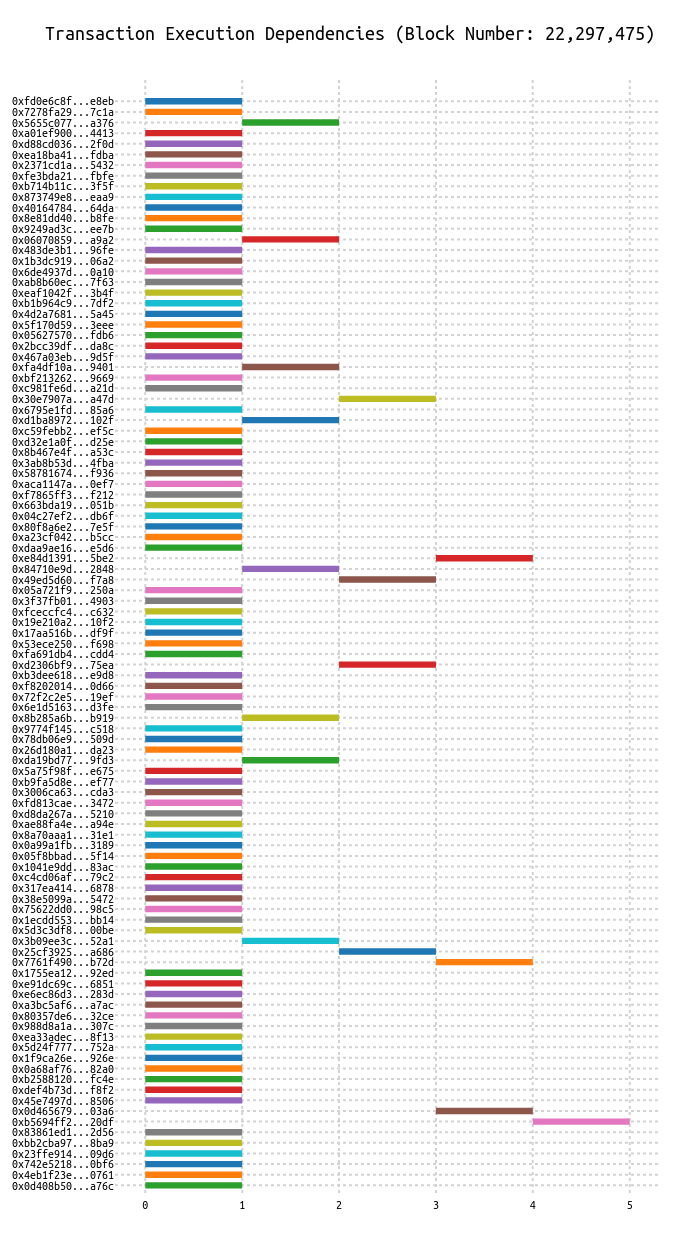 Transaction Execution Dependencies (Block Number: 22,297,475)
0xfd0e6c8f...e8eb
0x7278fa29...7c1a
0x5655c077...a376
0xa01ef900...4413
0xd88cd036...2f0d
0xea18ba41...fdba
0x2371cd1a...5432
0xfe3bda21...fbfe
0xb714b11c...3f5f
0x873749e8...eaa9
0x40164784...64da
0x8e81dd40...b8fe
0x9249ad3c...ee7b
0x06070859...a9a2
0x483de3b1...96fe
0x1b3dc919...06a2
0x6de4937d...0a10
0xab8b60ec...7f63
0xeaf1042f...3b4f
0xb1b964c9...7df2
0x4d2a7681...5a45
0x5f170d59...3eee
0x05627570...fdb6
0x2bcc39df...da8c
0x467a03eb...9d5f
0xfa4df10a...9401
0xbf213262...9669
0xc981fe6d...a21d
0x30e7907a...a47d
0x6795e1fd...85a6
0xd1ba8972...102f
0xc59febb2...ef5c
0xd32e1a0f...d25e
0x8b467e4f...a53c
0x3ab8b53d...4fba
0x58781674...f936
0xaca1147a...0ef7
0xf7865ff3...f212
0x663bda19...051b
0x04c27ef2...db6f
0x80f8a6e2...7e5f
0xa23cf042...b5cc
0xdaa9ae16...e5d6
0xe84d1391...5be2
0x84710e9d...2848
0x49ed5d60...f7a8
0x05a721f9...250a
0x3f37fb01...4903
0xfceccfc4...c632
0x19e210a2...10f2
0x17aa516b...df9f
0x53ece250...f698
0xfa691db4...cdd4
0xd2306bf9...75ea
0xb3dee618...e9d8
0xf8202014...0d66
0x72f2c2e5...19ef
0x6e1d5163...d3fe
0x8b285a6b...b919
0x9774f145...c518
0x78db06e9...509d
0x26d180a1...da23
0xda19bd77...9fd3
0x5a75f98f...e675
0xb9fa5d8e...ef77
0x3006ca63...cda3
0xfd813cae...3472
0xd8da267a...5210
0xae88fa4e...a94e
0x8a70aaa1...31e1
0x0a99a1fb...3189
0x05f8bbad...5f14
0x1041e9dd...83ac
0xc4cd06af...79c2
0x317ea414...6878
0x38e5099a...5472
0x75622dd0...98c5
0x1ecdd553...bb14
0x5d3c3df8...00be
0x3b09ee3c...52a1
0x25cf3925...a686
0x7761f490...b72d
0x1755ea12...92ed
0xe91dc69c...6851
0xe6ec86d3...283d
0xa3bc5af6...a7ac
0x80357de6...32ce
0x988d8a1a...307c
0xea33adec...8f13
0x5d24f777...752a
0x1f9ca26e...926e
0x0a68af76...82a0
0xb2588120...fc4e
0xdef4b73d...f8f2
0x45e7497d...8506
0x0d465679...03a6
0xb5694ff2...20df
0x83861ed1...2d56
0xbb2cba97...8ba9
0x23ffe914...09d6
0x742e5218...0bf6
0x4eb1f23e...0761
0x0d408b50...a76c
0 1 2 3 4 5